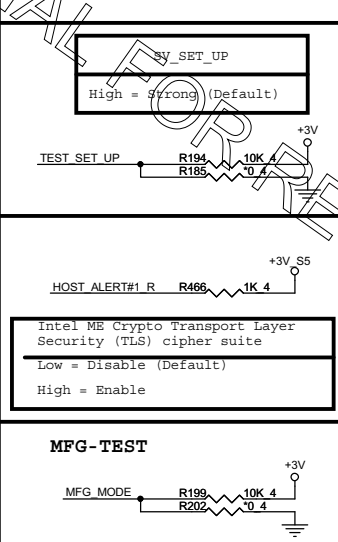 SV_SET_UP
High = Strong (Default)
+3V
TEST_SET_UP R194 10K_4
R185 *0_4
+3V_S5
HOST_ALERT#1_R R466 1K_4
Intel ME Crypto Transport Layer
Security (TLS) cipher suite
Low = Disable (Default)
High = Enable
MFG-TEST
+3V
MFG_MODE R199 10K_4
R202 *0_4